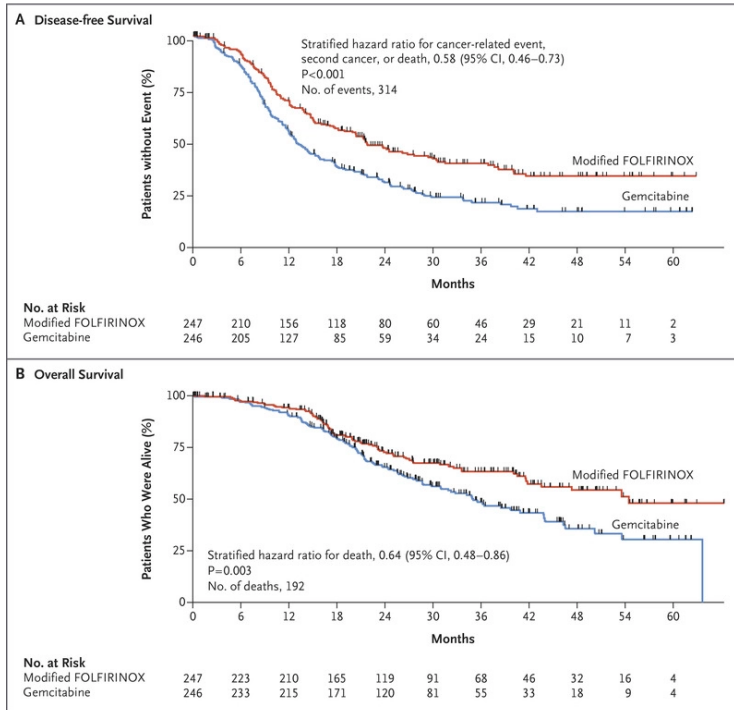 A Disease-free Survival
Patients without Event (%)
100
75
50
25
0
Stratified hazard ratio for cancer-related event,
second cancer, or death, 0.58 (95% CI, 0.46–0.73)
P<0.001
No. of events, 314
Modified FOLFIRINOX
Gemcitabine
0 6 12 18 24 30 36 42 48 54 60
Months
No. at Risk
Modified FOLFIRINOX 247 210 156 118 80 60 46 29 21 11 2
Gemcitabine 246 205 127 85 59 34 24 15 10 7 3
B Overall Survival
Patients Who Were Alive (%)
100
75
50
25
0
Modified FOLFIRINOX
Gemcitabine
Stratified hazard ratio for death, 0.64 (95% CI, 0.48–0.86)
P=0.003
No. of deaths, 192
0 6 12 18 24 30 36 42 48 54 60
Months
No. at Risk
Modified FOLFIRINOX 247 223 210 165 119 91 68 46 32 16 4
Gemcitabine 246 233 215 171 120 81 55 33 18 9 4